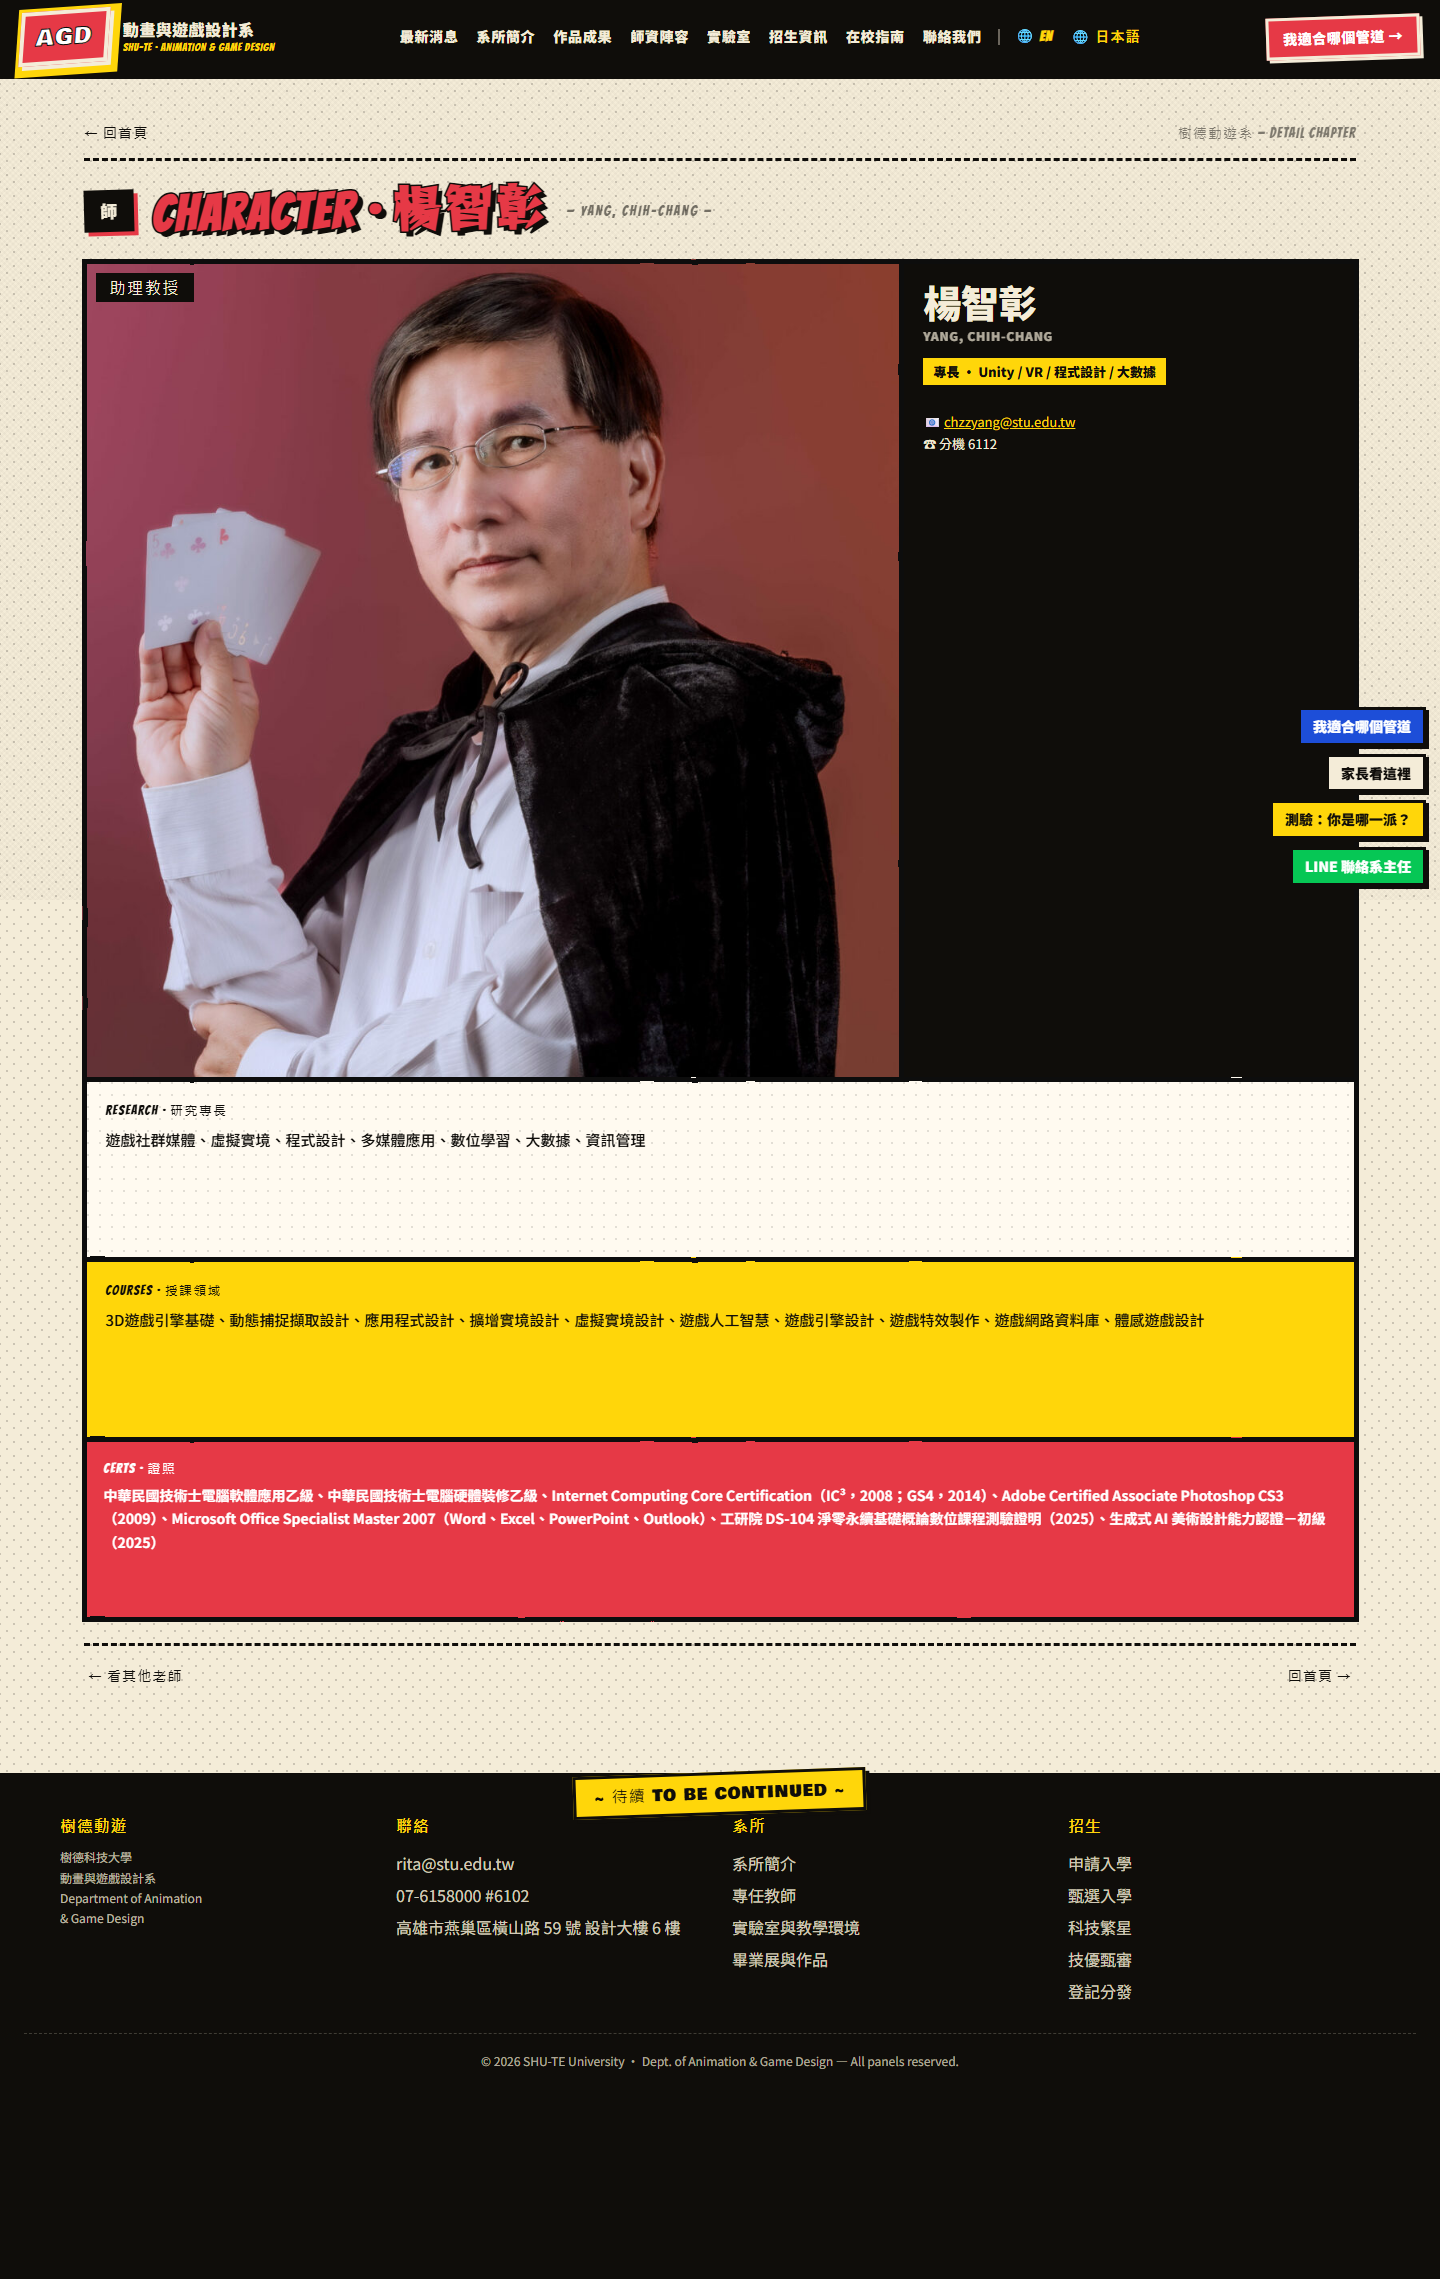 AGD
動畫與遊戲設計系
SHU-TE · ANIMATION & GAME DESIGN
最新消息 系所簡介 作品成果 師資陣容 實驗室 招生資訊 在校指南 聯絡我們 | 🌐 EN 🌐 日本語
我適合哪個管道 →
← 回首頁
樹德動遊系 — DETAIL CHAPTER
師
CHARACTER · 楊智彰
— YANG, CHIH-CHANG —
助理教授
楊智彰
YANG, CHIH-CHANG
專長 · Unity / VR / 程式設計 / 大數據
📧 chzzyang@stu.edu.tw
☎ 分機 6112
我適合哪個管道
家長看這裡
測驗：你是哪一派？
LINE 聯絡系主任
RESEARCH · 研究專長
遊戲社群媒體、虛擬實境、程式設計、多媒體應用、數位學習、大數據、資訊管理
COURSES · 授課領域
3D遊戲引擎基礎、動態捕捉擷取設計、應用程式設計、擴增實境設計、虛擬實境設計、遊戲人工智慧、遊戲引擎設計、遊戲特效製作、遊戲網路資料庫、體感遊戲設計
CERTS · 證照
中華民國技術士電腦軟體應用乙級、中華民國技術士電腦硬體裝修乙級、Internet Computing Core Certification（IC³，2008；GS4，2014）、Adobe Certified Associate Photoshop CS3
（2009）、Microsoft Office Specialist Master 2007（Word、Excel、PowerPoint、Outlook）、工研院 DS-104 淨零永續基礎概論數位課程測驗證明（2025）、生成式 AI 美術設計能力認證－初級
（2025）
← 看其他老師
回首頁 →
~ 待續 TO BE CONTINUED ~
樹德動遊
樹德科技大學
動畫與遊戲設計系
Department of Animation
& Game Design
聯絡
rita@stu.edu.tw
07-6158000 #6102
高雄市燕巢區橫山路 59 號 設計大樓 6 樓
系所
系所簡介
專任教師
實驗室與教學環境
畢業展與作品
招生
申請入學
甄選入學
科技繁星
技優甄審
登記分發
© 2026 SHU-TE University · Dept. of Animation & Game Design — All panels reserved.